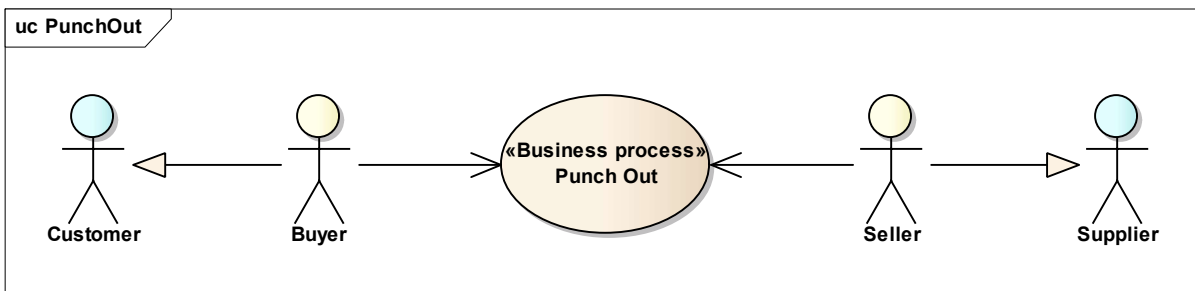 uc PunchOut
«Business process»
Punch Out
Customer
Buyer
Seller
Supplier